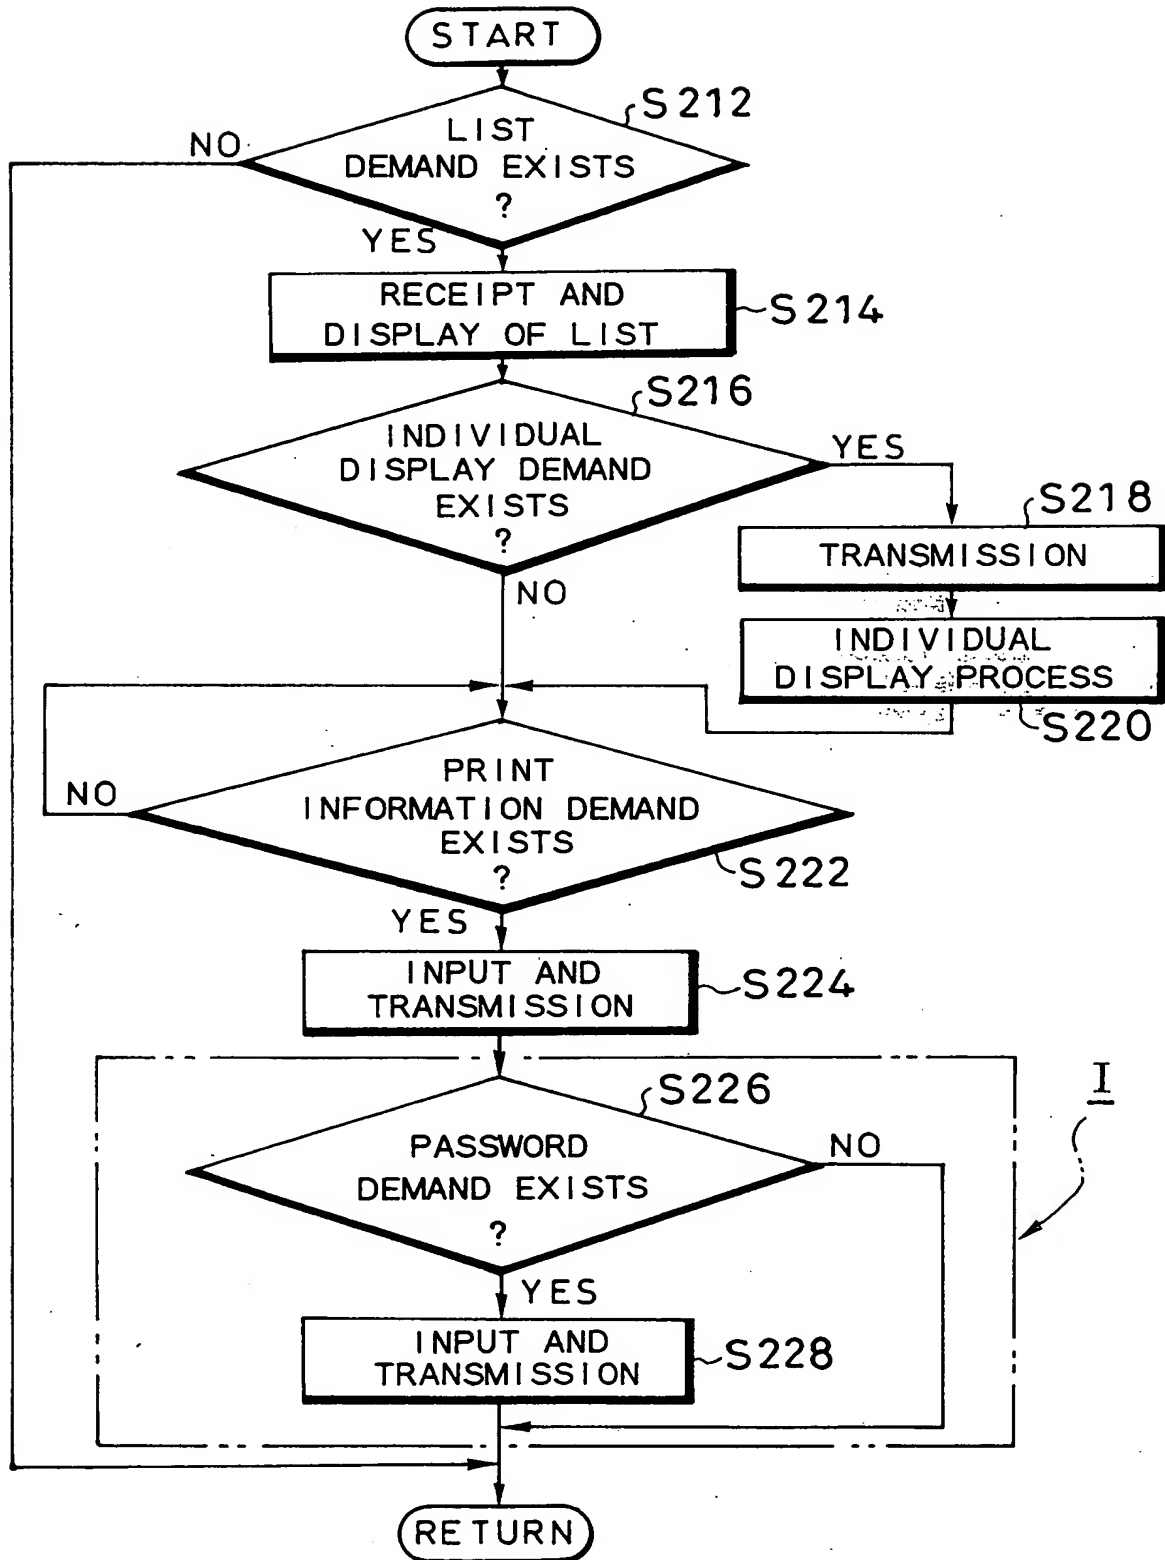 START
S212
NO
LIST
DEMAND EXISTS
?
YES
RECEIPT AND
DISPLAY OF LIST
S214
S216
INDIVIDUAL
DISPLAY DEMAND
EXISTS
?
YES
NO
S218
TRANSMISSION
INDIVIDUAL
DISPLAY PROCESS
S220
PRINT
INFORMATION DEMAND
EXISTS
?
NO
S222
YES
INPUT AND
TRANSMISSION
S224
I
S226
PASSWORD
DEMAND EXISTS
?
NO
YES
INPUT AND
TRANSMISSION
S228
RETURN